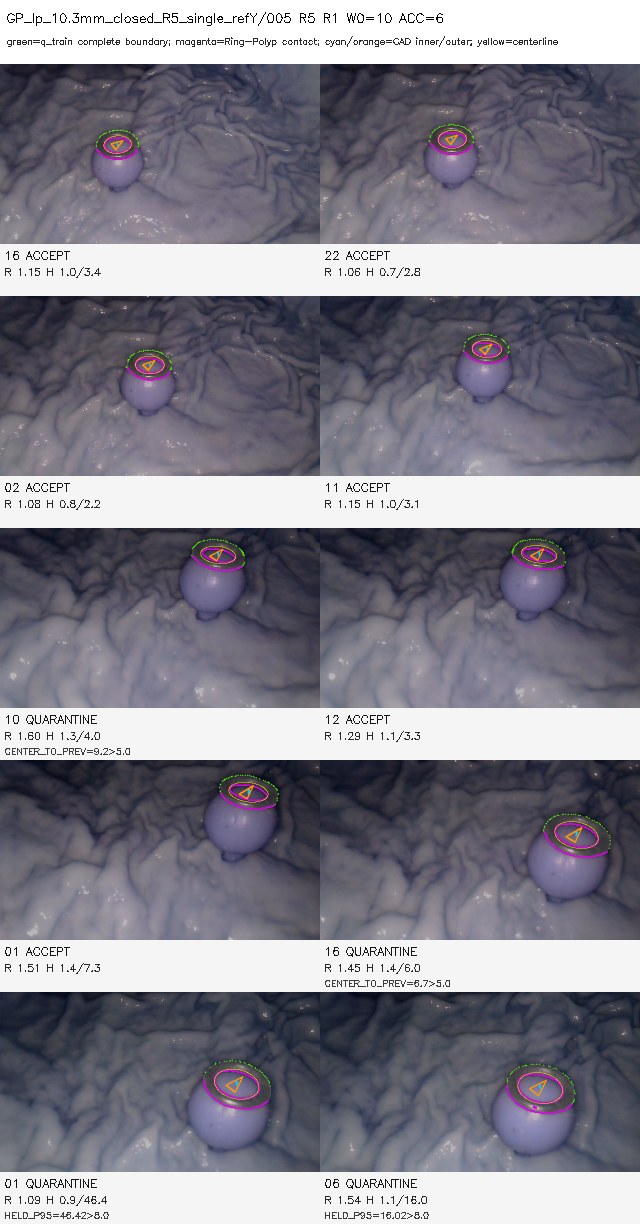 GP_Ip_10.3mm_closed_R5_single_refY/005 R5 R1 W0=10 ACC=6
green=q_train complete boundary; magenta=Ring-Polyp contact; cyan/orange=CAD inner/outer; yellow=centerline
16 ACCEPT
R 1.15 H 1.0/3.4
22 ACCEPT
R 1.06 H 0.7/2.8
02 ACCEPT
R 1.08 H 0.8/2.2
11 ACCEPT
R 1.15 H 1.0/3.1
10 QUARANTINE
R 1.60 H 1.3/4.0
CENTER_TO_PREV=9.2>5.0
12 ACCEPT
R 1.29 H 1.1/3.3
01 ACCEPT
R 1.51 H 1.4/7.3
16 QUARANTINE
R 1.45 H 1.4/6.0
CENTER_TO_PREV=6.7>5.0
01 QUARANTINE
R 1.09 H 0.9/46.4
HELD_P95=46.42>8.0
06 QUARANTINE
R 1.54 H 1.1/16.0
HELD_P95=16.02>8.0